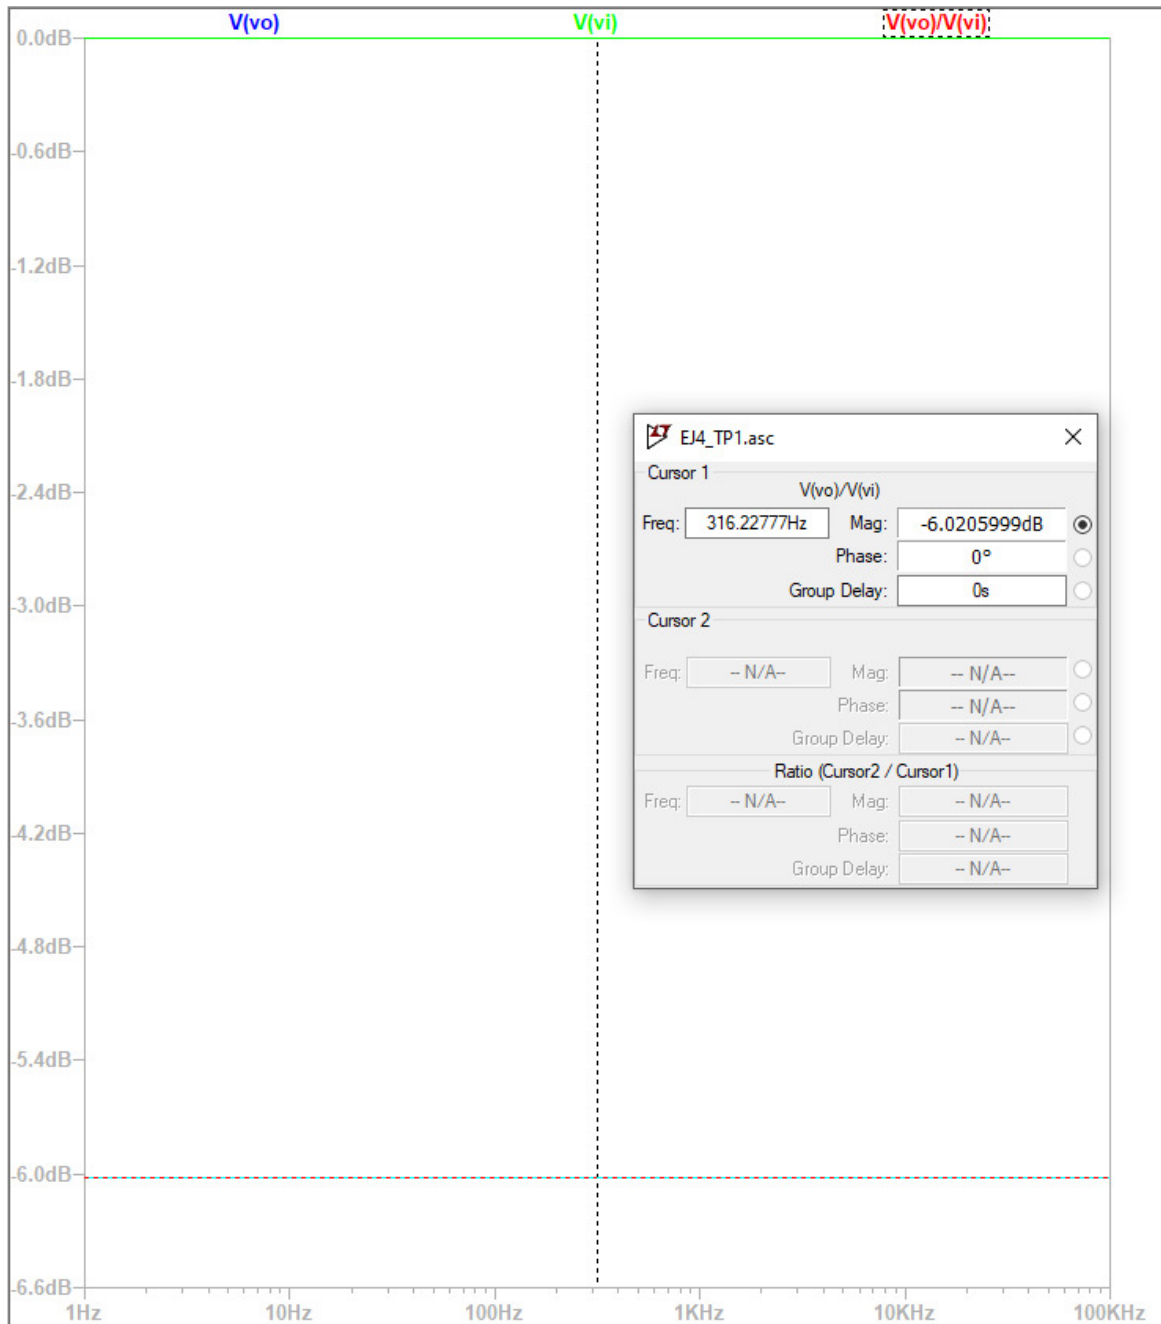 V(vo) V(vi) V(vo)/V(vi)
0.0dB
-0.6dB
-1.2dB
-1.8dB
-2.4dB
-3.0dB
-3.6dB
-4.2dB
-4.8dB
-5.4dB
-6.0dB
-6.6dB
1Hz 10Hz 100Hz 1KHz 10KHz 100KHz
EJ4_TP1.asc
Cursor 1
V(vo)/V(vi)
Freq: 316.22777Hz Mag: -6.0205999dB
Phase: 0°
Group Delay: 0s
Cursor 2
Freq: -- N/A-- Mag: -- N/A--
Phase: -- N/A--
Group Delay: -- N/A--
Ratio (Cursor2 / Cursor1)
Freq: -- N/A-- Mag: -- N/A--
Phase: -- N/A--
Group Delay: -- N/A--